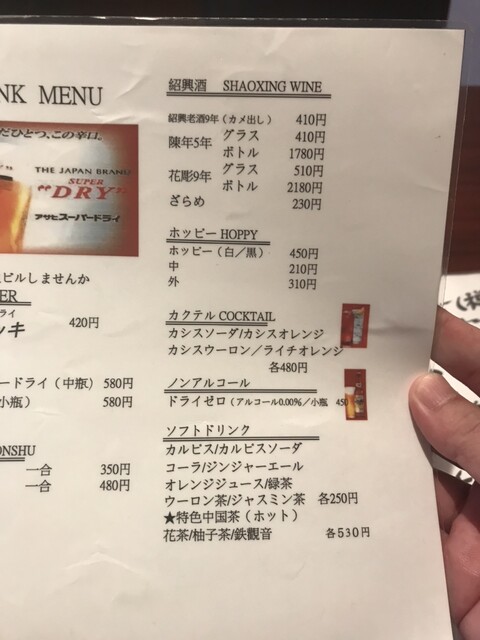 NK MENU
だひとつ、この辛口。
THE JAPAN BRAND
SUPER
"DRY"
アサヒスーパードライ
ビルしませんか
ER
ライ
ッキ 420円
ードライ（中瓶） 580円
小瓶） 580円
ONSHU
一合 350円
一合 480円
紹興酒 SHAOXING WINE
紹興老酒9年（カメ出し） 410円
陳年5年 グラス 410円
ボトル 1780円
花彫9年 グラス 510円
ボトル 2180円
ざらめ 230円
ホッピー HOPPY
ホッピー（白／黒） 450円
中 210円
外 310円
カクテル COCKTAIL
カシスソーダ/カシスオレンジ
カシスウーロン／ライチオレンジ
各480円
ノンアルコール
ドライゼロ（アルコール0.00%／小瓶 450
ソフトドリンク
カルピス/カルピスソーダ
コーラ/ジンジャーエール
オレンジジュース/緑茶
ウーロン茶/ジャスミン茶 各250円
★特色中国茶（ホット）
花茶/柚子茶/鉄観音 各530円